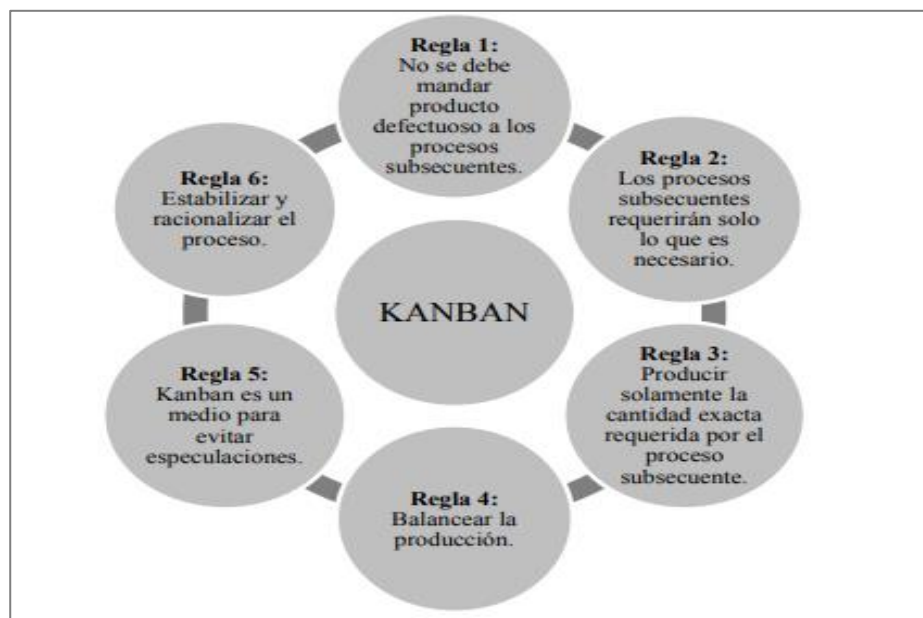 Regla 1:
No se debe
mandar
producto
defectuoso a los
procesos
subsecuentes.
Regla 2:
Los procesos
subsecuentes
requerirán solo
lo que es
necesario.
Regla 3:
Producir
solamente la
cantidad exacta
requerida por el
proceso
subsecuente.
Regla 4:
Balancear la
producción.
Regla 5:
Kanban es un
medio para
evitar
especulaciones.
Regla 6:
Estabilizar y
racionalizar el
proceso.
KANBAN